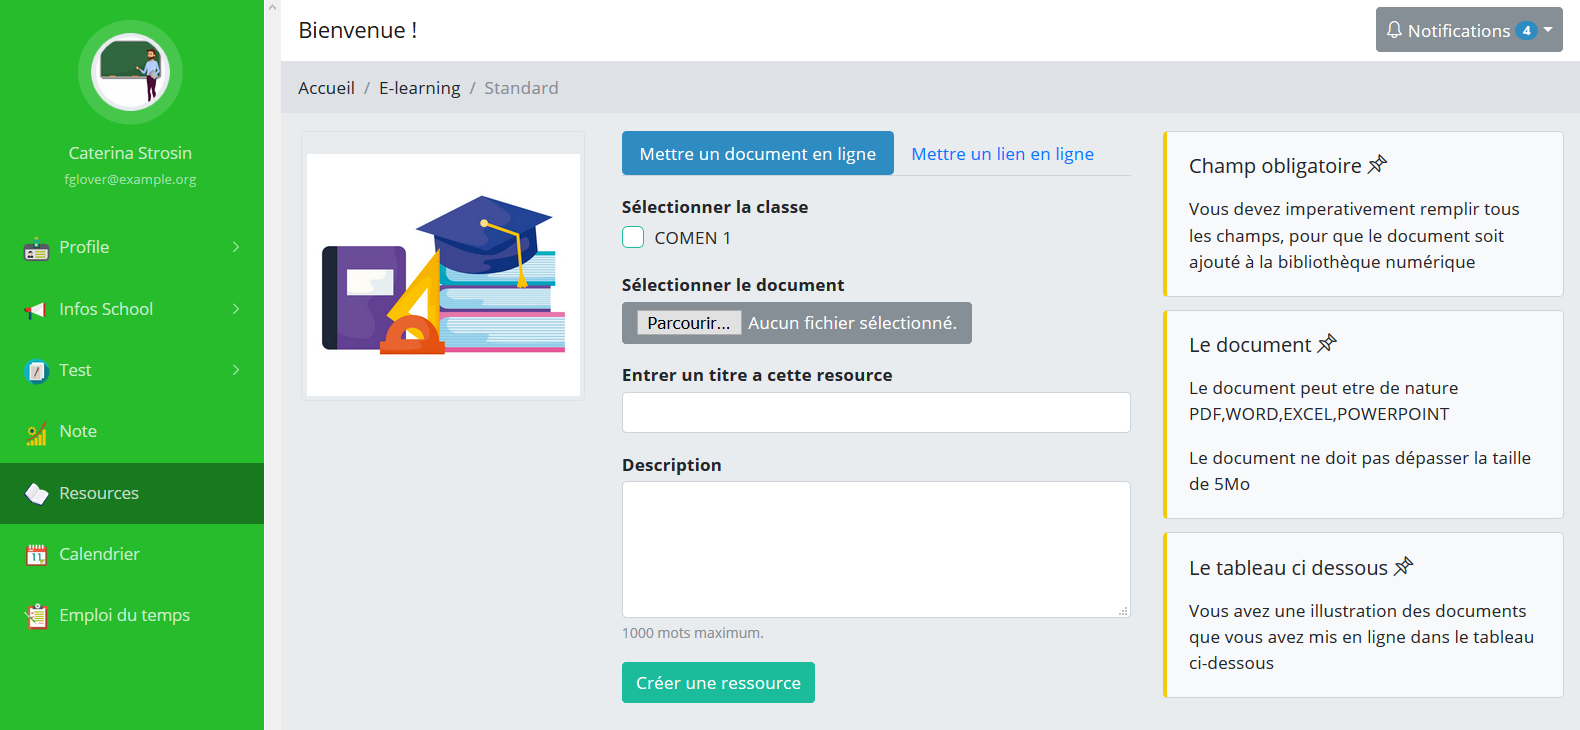 Caterina Strosin
fglover@example.org
Profile
Infos School
Test
Note
Resources
Calendrier
11
Emploi du temps
Bienvenue !
Notifications 4
Accueil / E-learning / Standard
Mettre un document en ligne
Mettre un lien en ligne
Sélectionner la classe
COMEN 1
Sélectionner le document
Parcourir... Aucun fichier sélectionné.
Entrer un titre a cette resource
Description
1000 mots maximum.
Créer une ressource
Champ obligatoire
Vous devez imperativement remplir tous
les champs, pour que le document soit
ajouté à la bibliothèque numérique
Le document
Le document peut etre de nature
PDF,WORD,EXCEL,POWERPOINT
Le document ne doit pas dépasser la taille
de 5Mo
Le tableau ci dessous
Vous avez une illustration des documents
que vous avez mis en ligne dans le tableau
ci-dessous